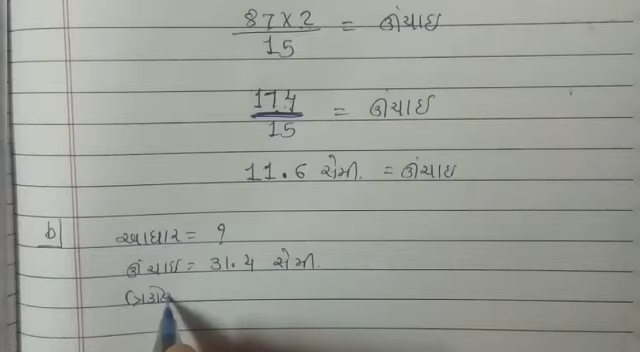 87×2/15 = ઊંચાઇ
174/15 = ઊંચાઇ
11.6 સેમી. = ઊંચાઇ
b) આધાર = ?
ઊંચાઇ = 31.4 સેમી.